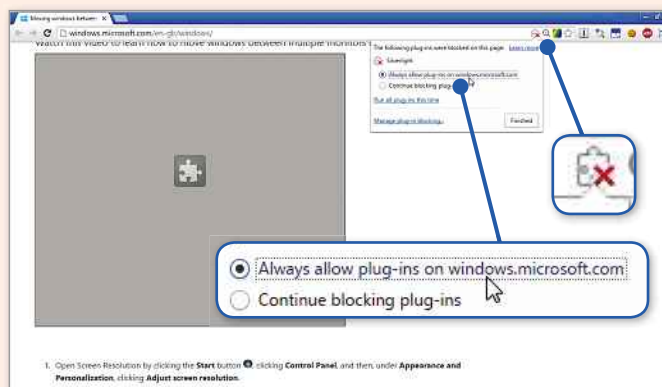 Moving windows between
windows.microsoft.com/en-gb/windows/
Watch this video to learn how to move windows between multiple monitors
The following plug-ins were blocked on this page. Learn more
Silverlight
Always allow plug-ins on windows.microsoft.com
Continue blocking plug-
Run all plug-ins this time
Manage plug-in blocking...
Finished
Always allow plug-ins on windows.microsoft.com
Continue blocking plug-ins
1. Open Screen Resolution by clicking the Start button , clicking Control Panel, and then, under Appearance and
Personalization, clicking Adjust screen resolution.